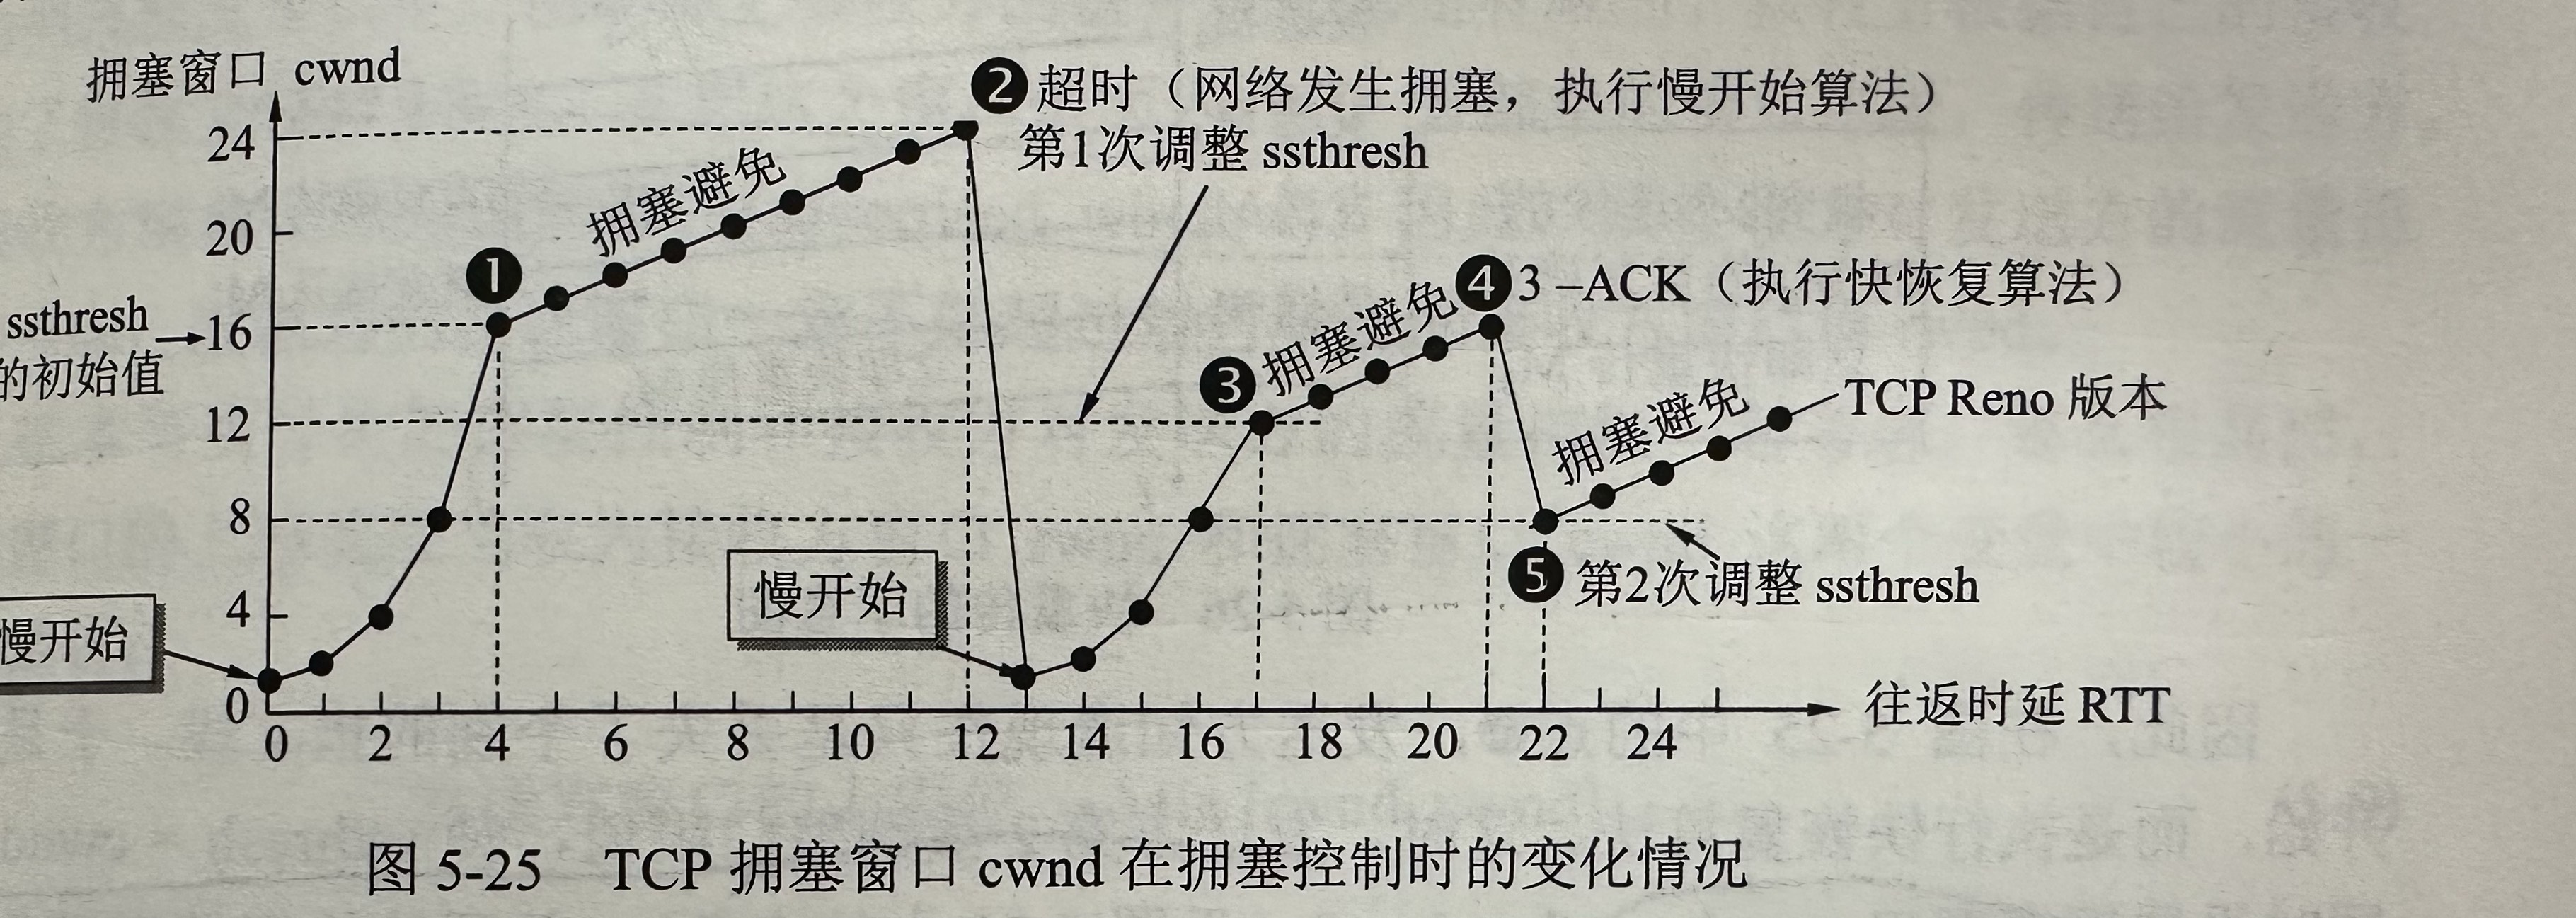 拥塞窗口 cwnd
❷超时（网络发生拥塞，执行慢开始算法）
第1次调整 ssthresh
24
拥塞避免
20
❶
❹3 –ACK（执行快恢复算法）
拥塞避免
ssthresh
的初始值
16
❸
TCP Reno 版本
拥塞避免
12
8
❺ 第2次调整 ssthresh
慢开始
4
慢开始
0
往返时延 RTT
0 2 4 6 8 10 12 14 16 18 20 22 24
图 5-25 TCP 拥塞窗口 cwnd 在拥塞控制时的变化情况